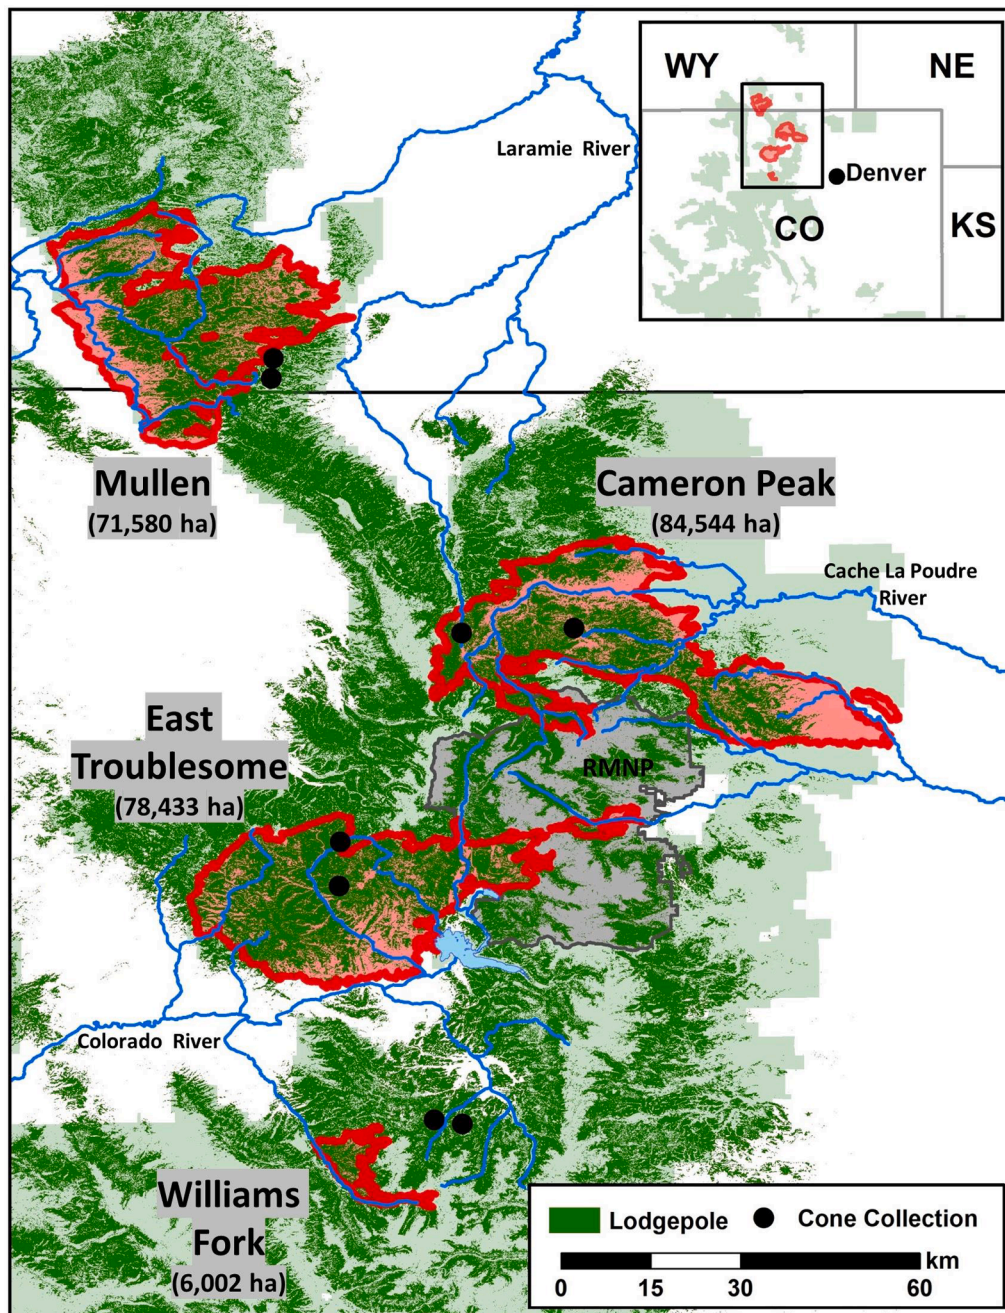 WY
NE
Denver
CO
KS
Laramie River
Mullen
(71,580 ha)
Cameron Peak
(84,544 ha)
Cache La Poudre
River
East
Troublesome
(78,433 ha)
RMNP
Colorado River
Williams
Fork
(6,002 ha)
Lodgepole
Cone Collection
km
0 15 30 60